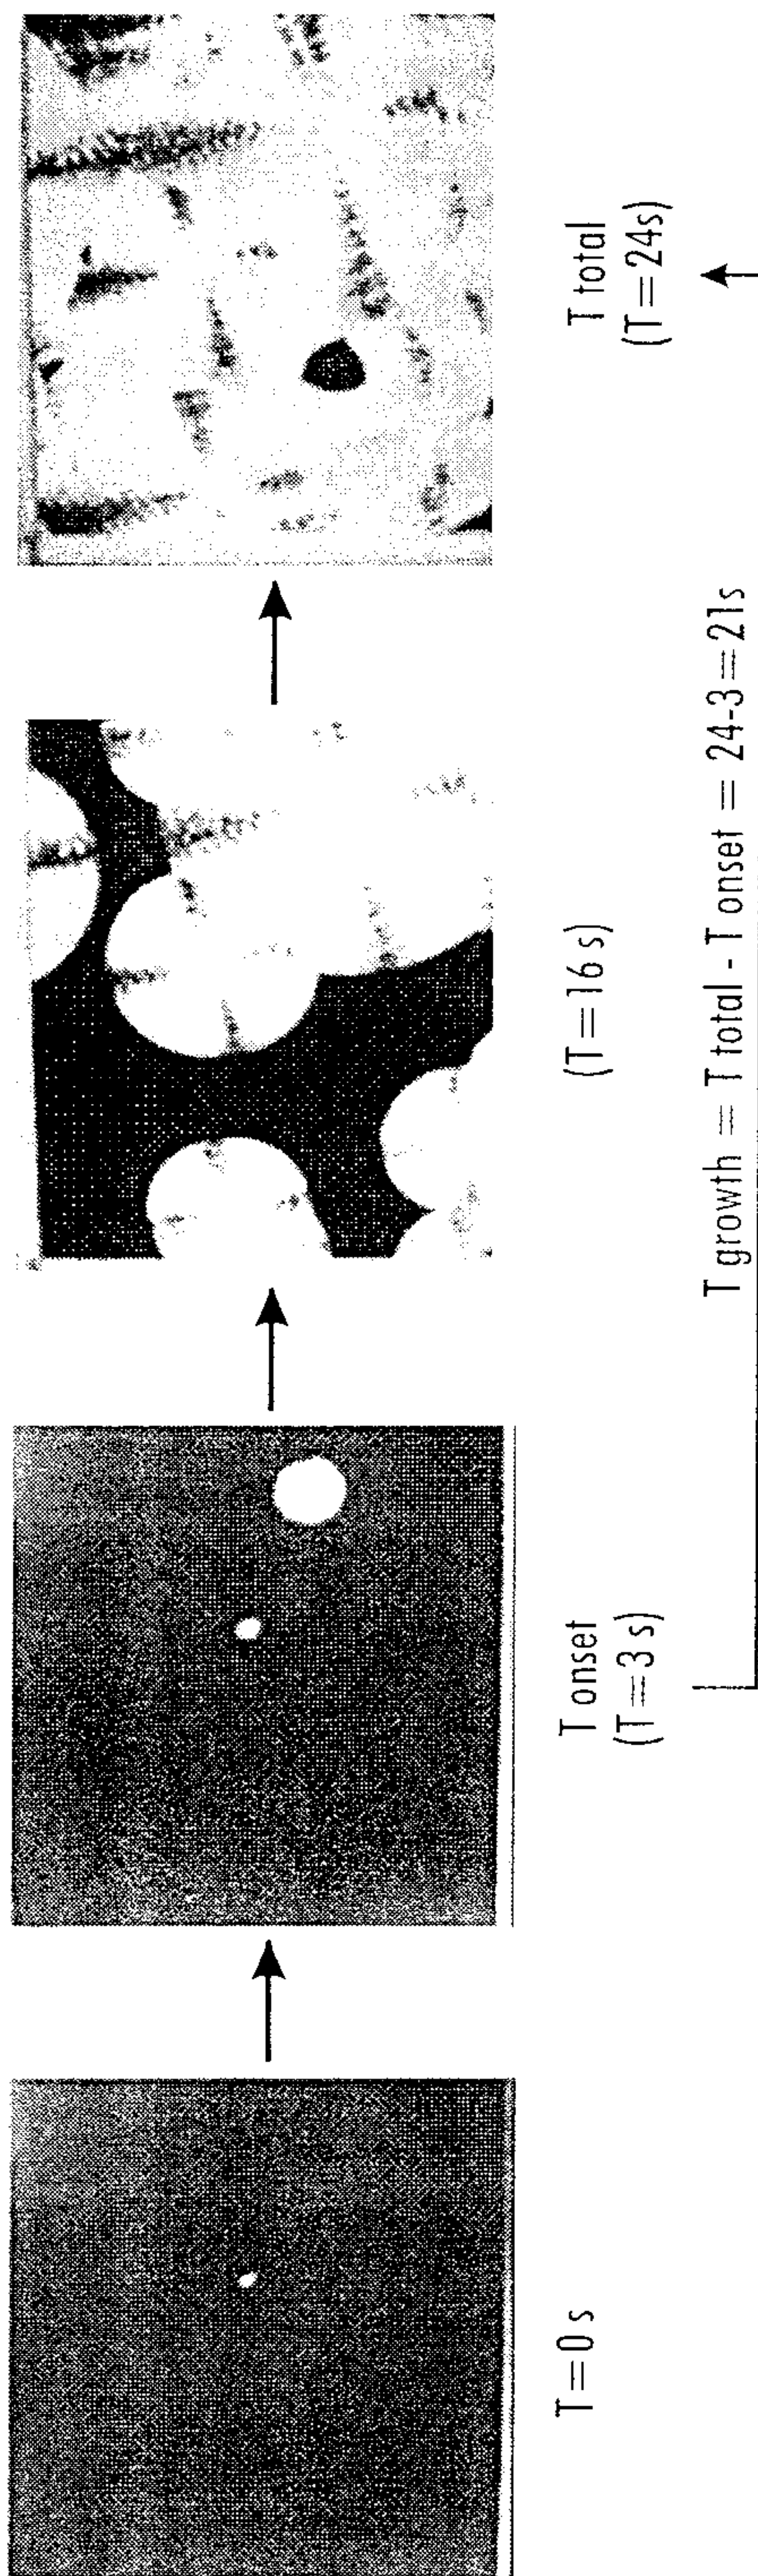 T=0 s
T onset
(T=3 s)
(T=16 s)
T total
(T=24s)
T growth = T total - T onset = 24-3=21s